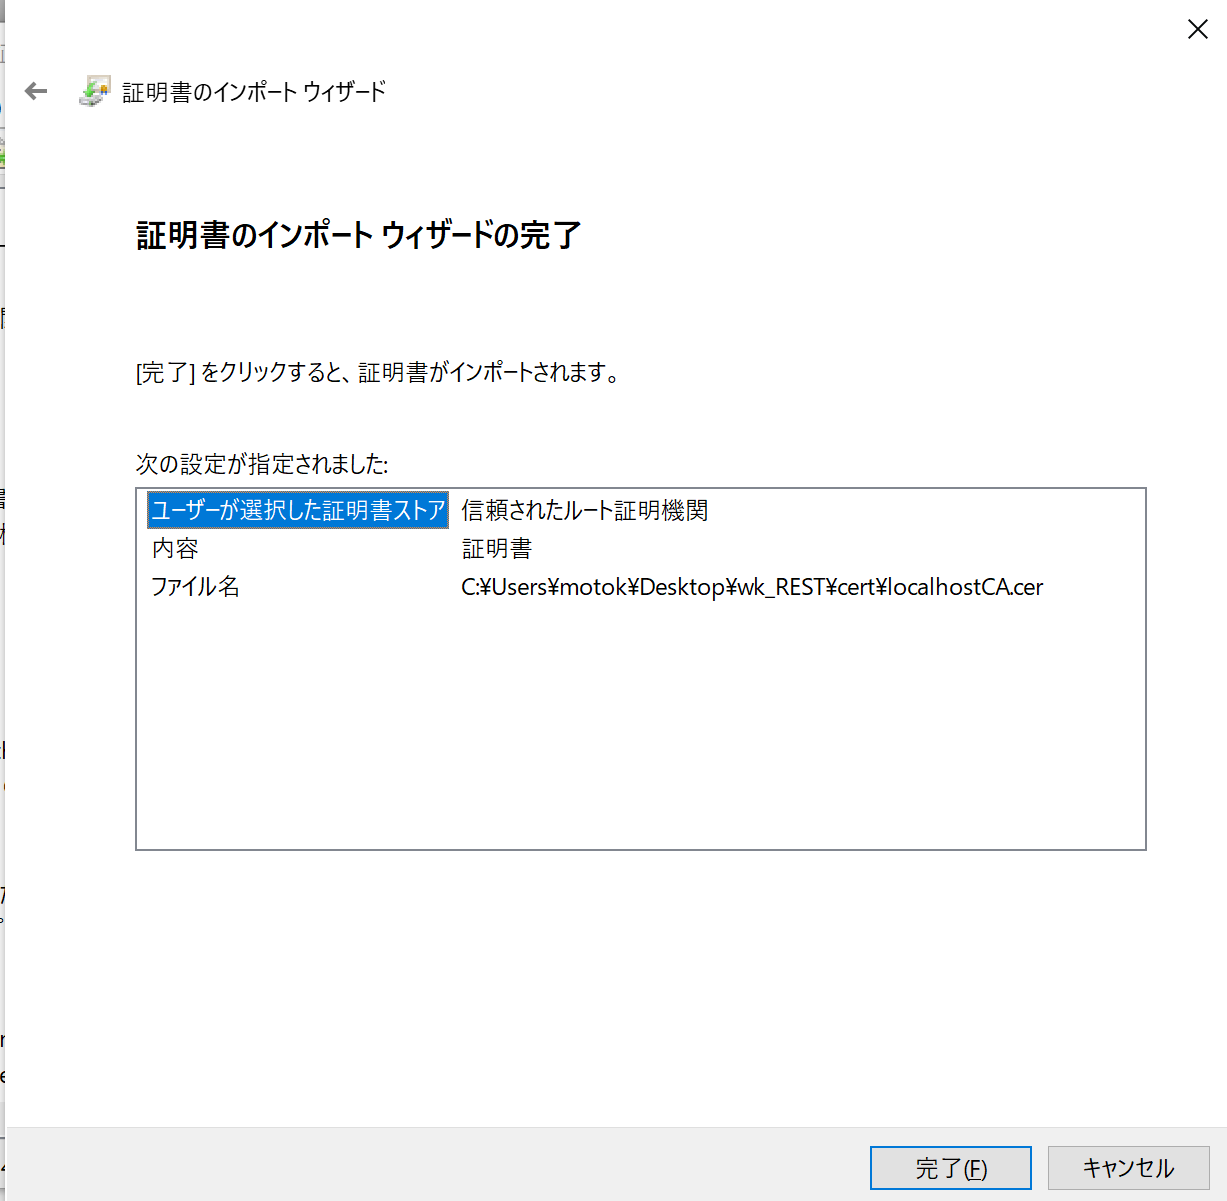 証明書のインポート ウィザード
証明書のインポート ウィザードの完了
[完了] をクリックすると、証明書がインポートされます。
次の設定が指定されました:
ユーザーが選択した証明書ストア 信頼されたルート証明機関
内容 証明書
ファイル名 C:¥Users¥motok¥Desktop¥wk_REST¥cert¥localhostCA.cer
完了(F) キャンセル